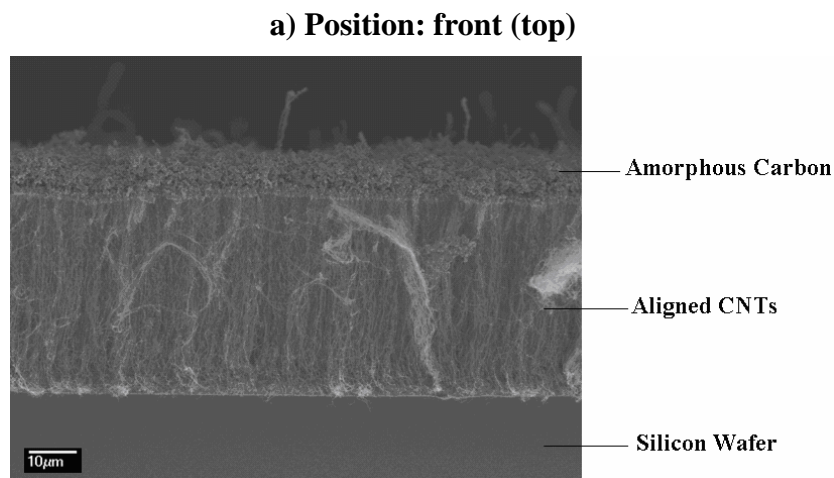 a) Position: front (top)
Amorphous Carbon
Aligned CNTs
Silicon Wafer
10µm